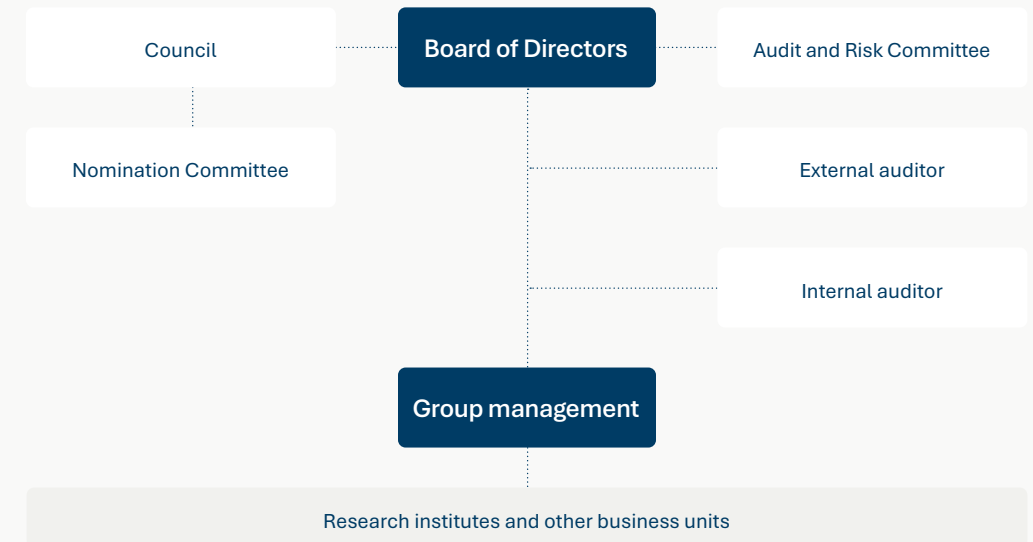 Council
Board of Directors
Audit and Risk Committee
Nomination Committee
External auditor
Internal auditor
Group management
Research institutes and other business units